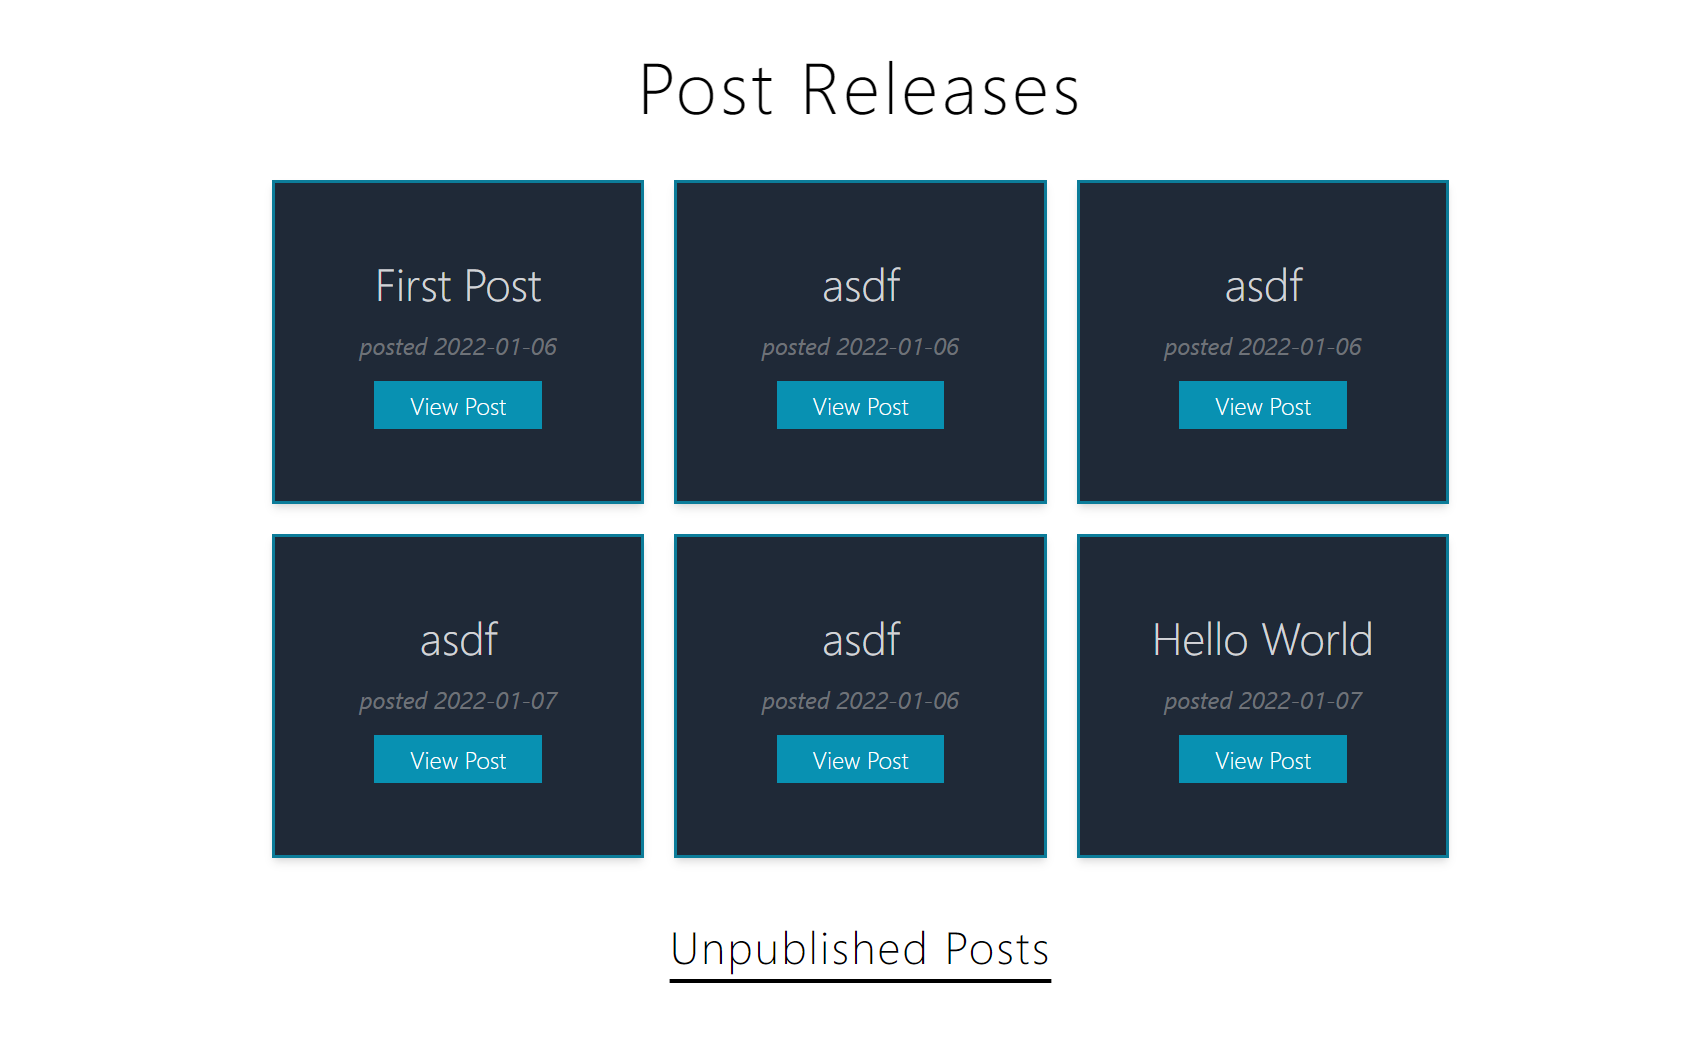 Post Releases
First Post
posted 2022-01-06
View Post
asdf
posted 2022-01-06
View Post
asdf
posted 2022-01-06
View Post
asdf
posted 2022-01-07
View Post
asdf
posted 2022-01-06
View Post
Hello World
posted 2022-01-07
View Post
Unpublished Posts